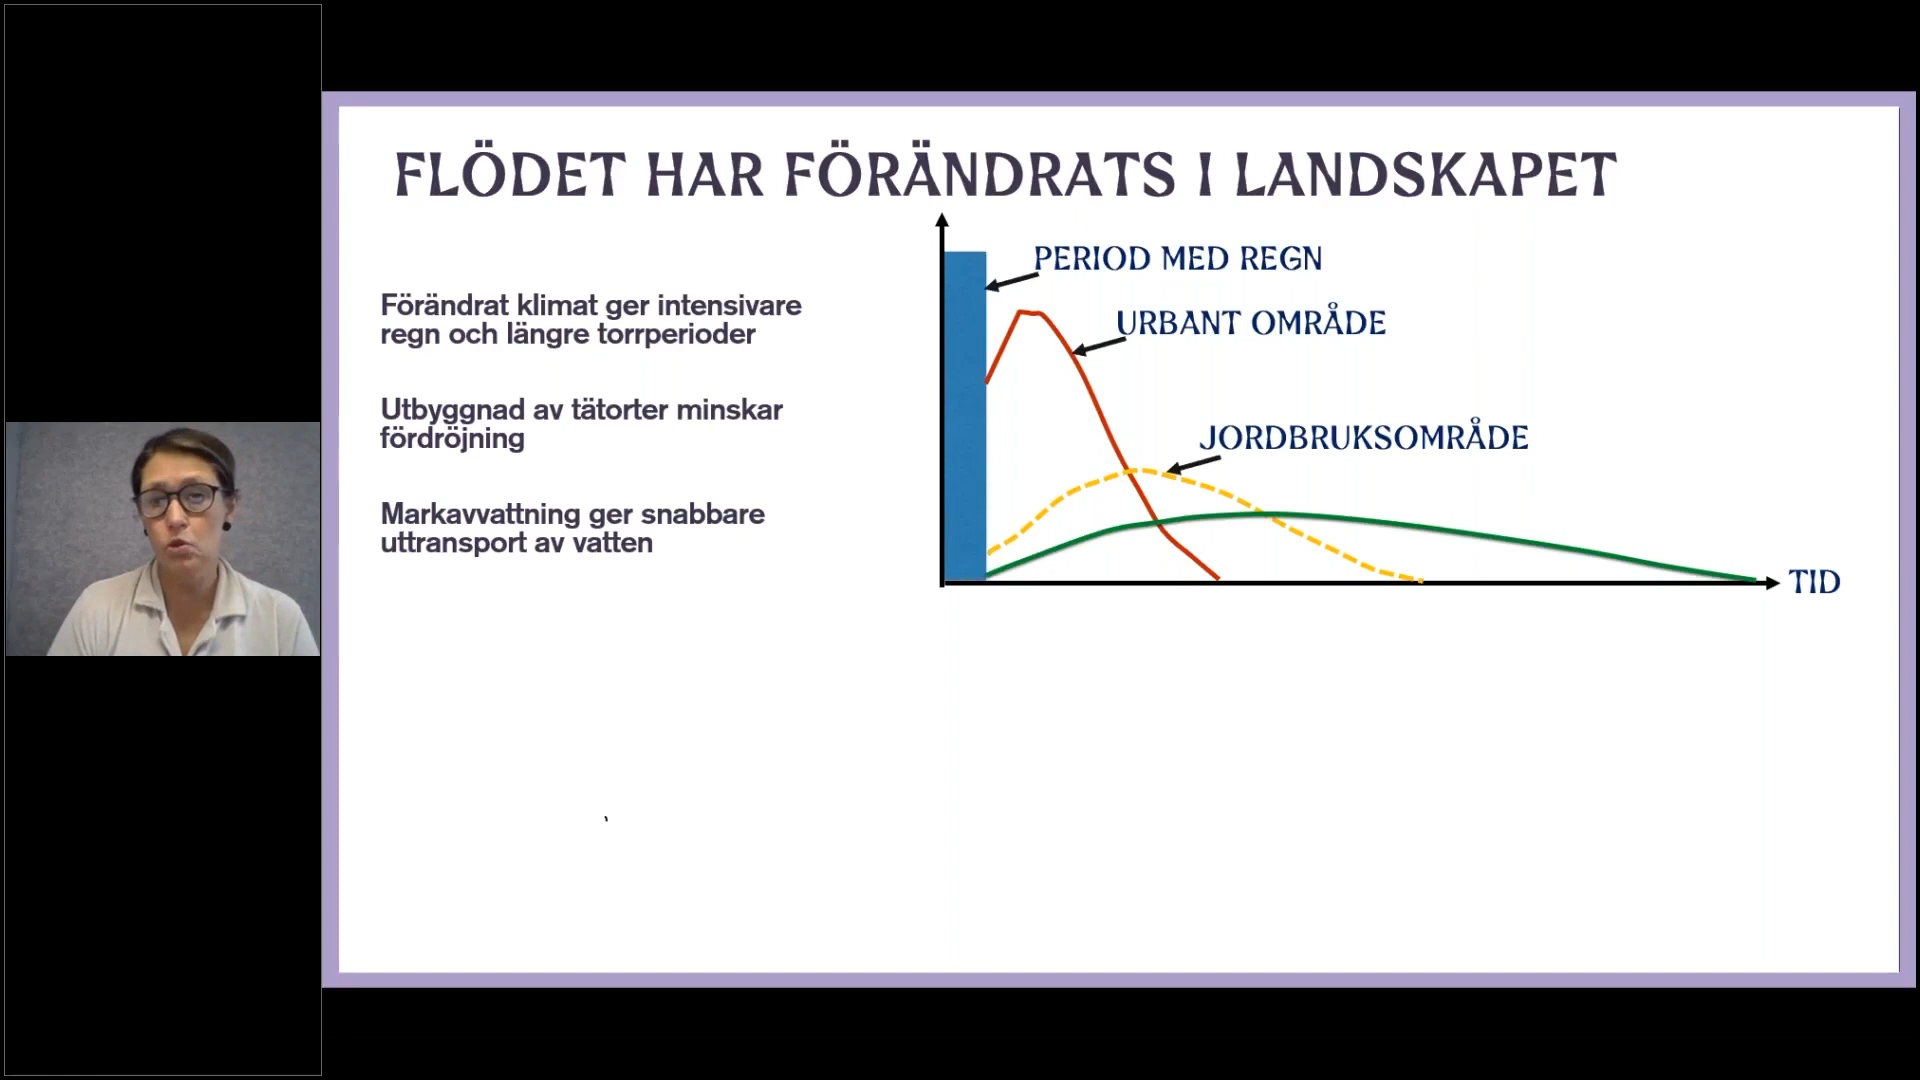 FLÖDET HAR FÖRÄNDRATS I LANDSKAPET
Förändrat klimat ger intensivare
regn och längre torrperioder
Utbyggnad av tätorter minskar
fördröjning
Markavvattning ger snabbare
uttransport av vatten
PERIOD MED REGN
URBANT OMRÅDE
JORDBRUKSOMRÅDE
TID